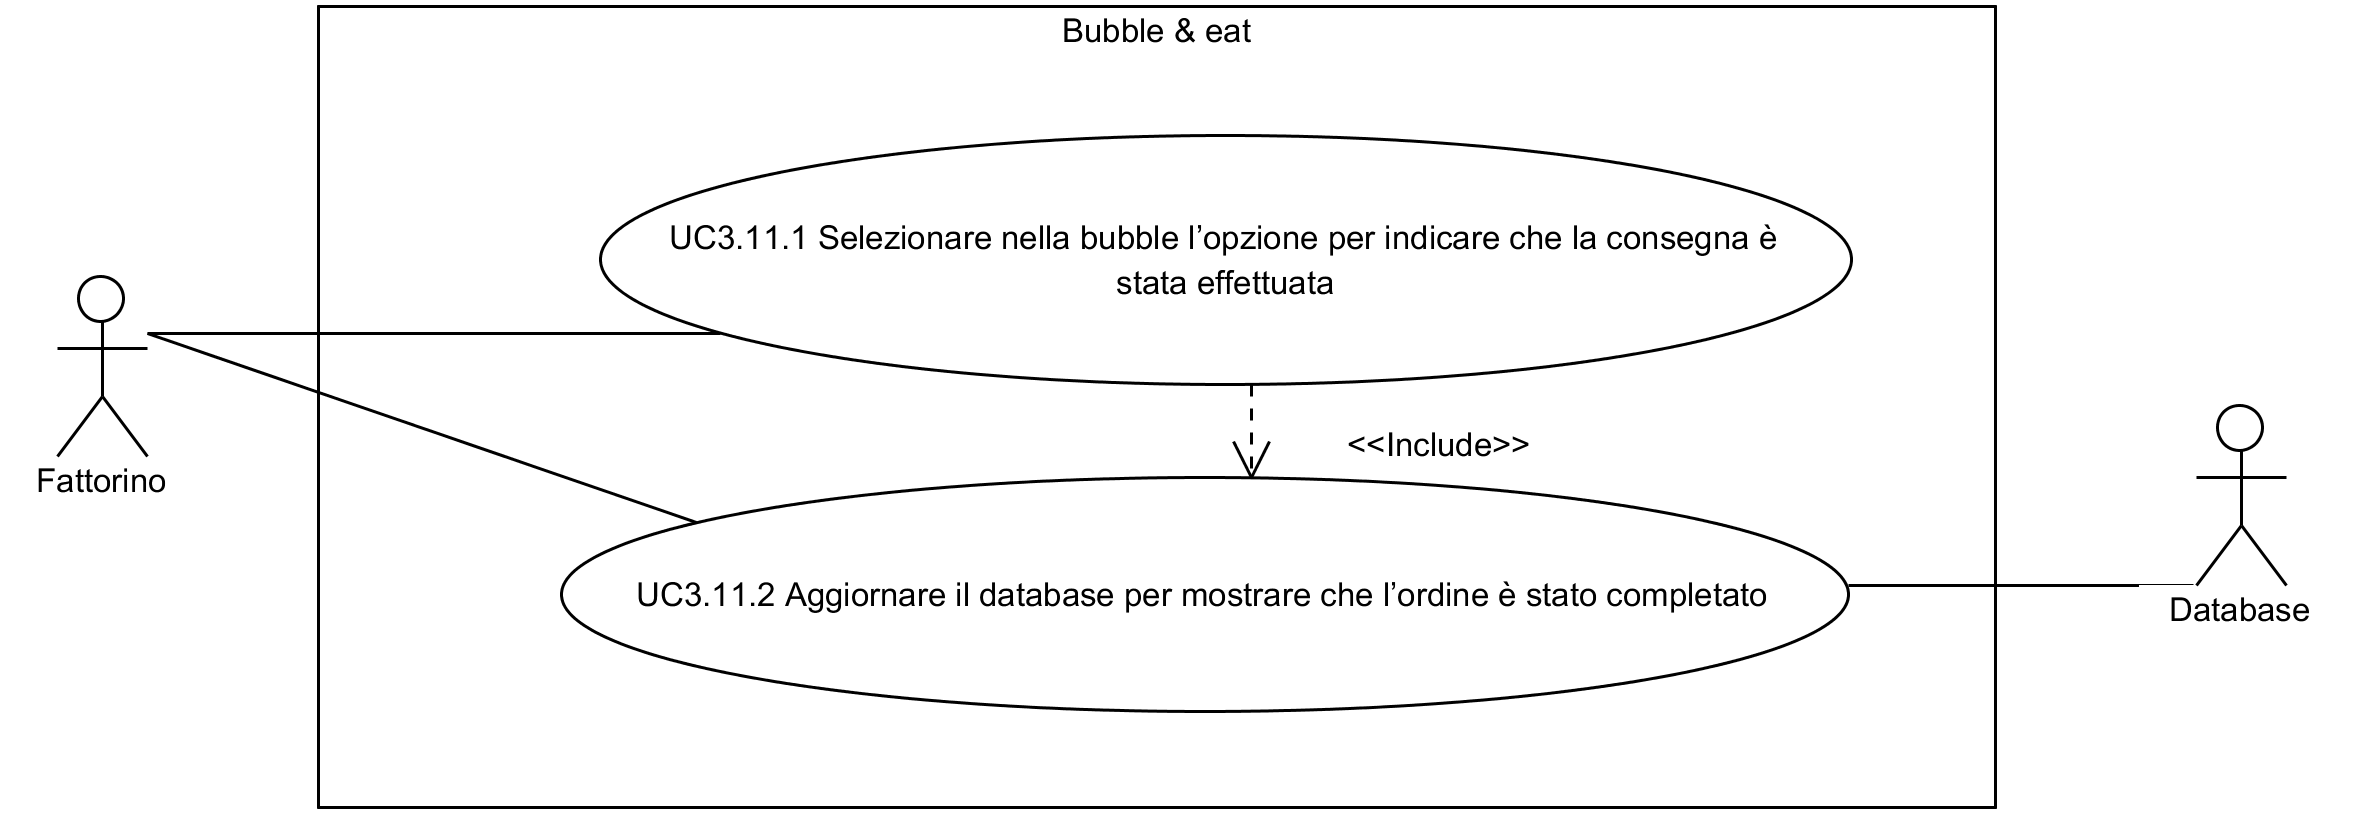 Bubble & eat
UC3.11.1 Selezionare nella bubble l’opzione per indicare che la consegna è
stata effettuata
Fattorino
<<Include>>
UC3.11.2 Aggiornare il database per mostrare che l’ordine è stato completato
Database